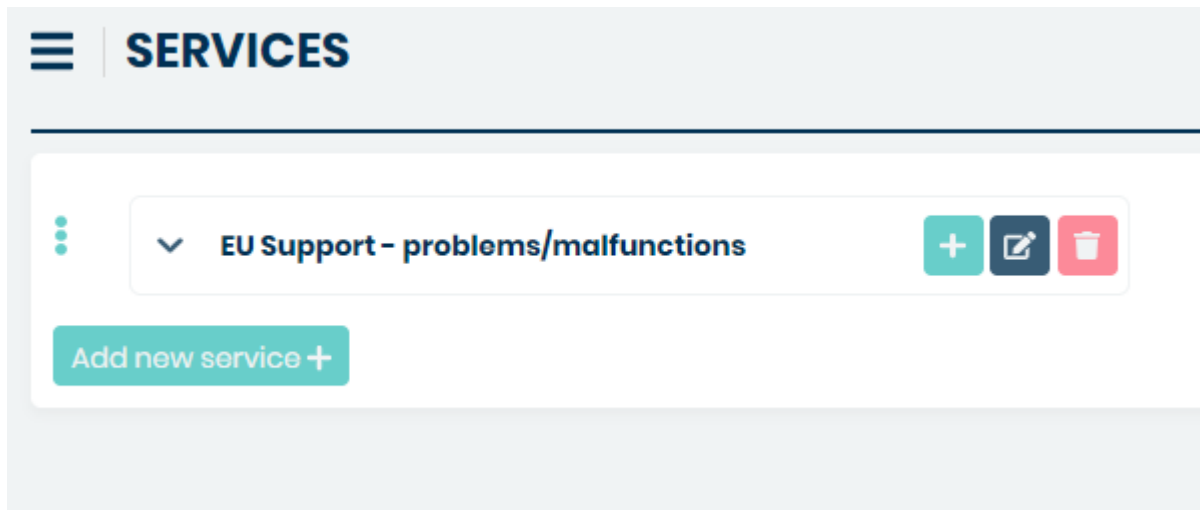 SERVICES
EU Support - problems/malfunctions
Add new service +